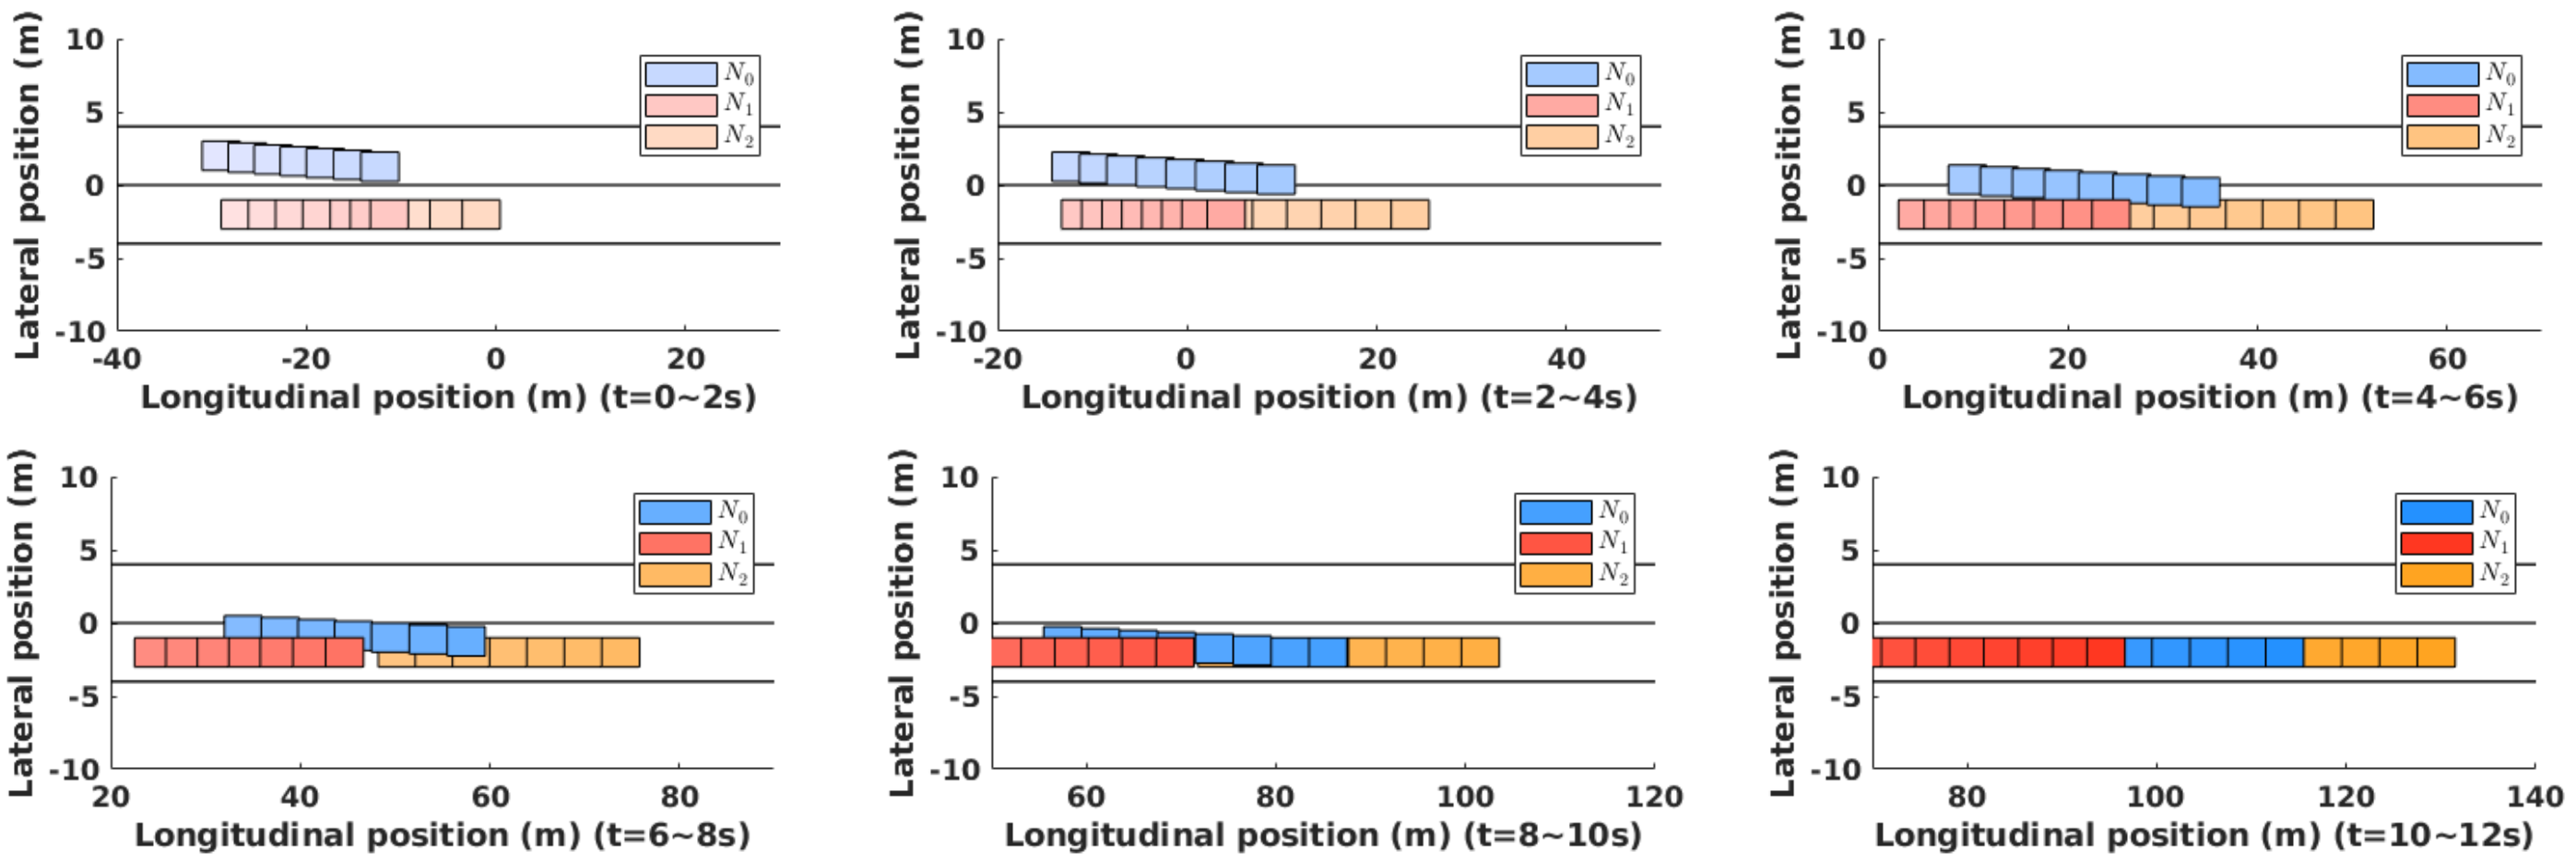 Lateral position (m)
10
5
0
-5
-10
-40
-20
0
20
Longitudinal position (m) (t=0~2s)
N0
N1
N2
Lateral position (m)
10
5
0
-5
-10
-20
0
20
40
Longitudinal position (m) (t=2~4s)
N0
N1
N2
Lateral position (m)
10
5
0
-5
-10
0
20
40
60
Longitudinal position (m) (t=4~6s)
N0
N1
N2
Lateral position (m)
10
5
0
-5
-10
20
40
60
80
Longitudinal position (m) (t=6~8s)
N0
N1
N2
Lateral position (m)
10
5
0
-5
-10
60
80
100
120
Longitudinal position (m) (t=8~10s)
N0
N1
N2
Lateral position (m)
10
5
0
-5
-10
80
100
120
140
Longitudinal position (m) (t=10~12s)
N0
N1
N2